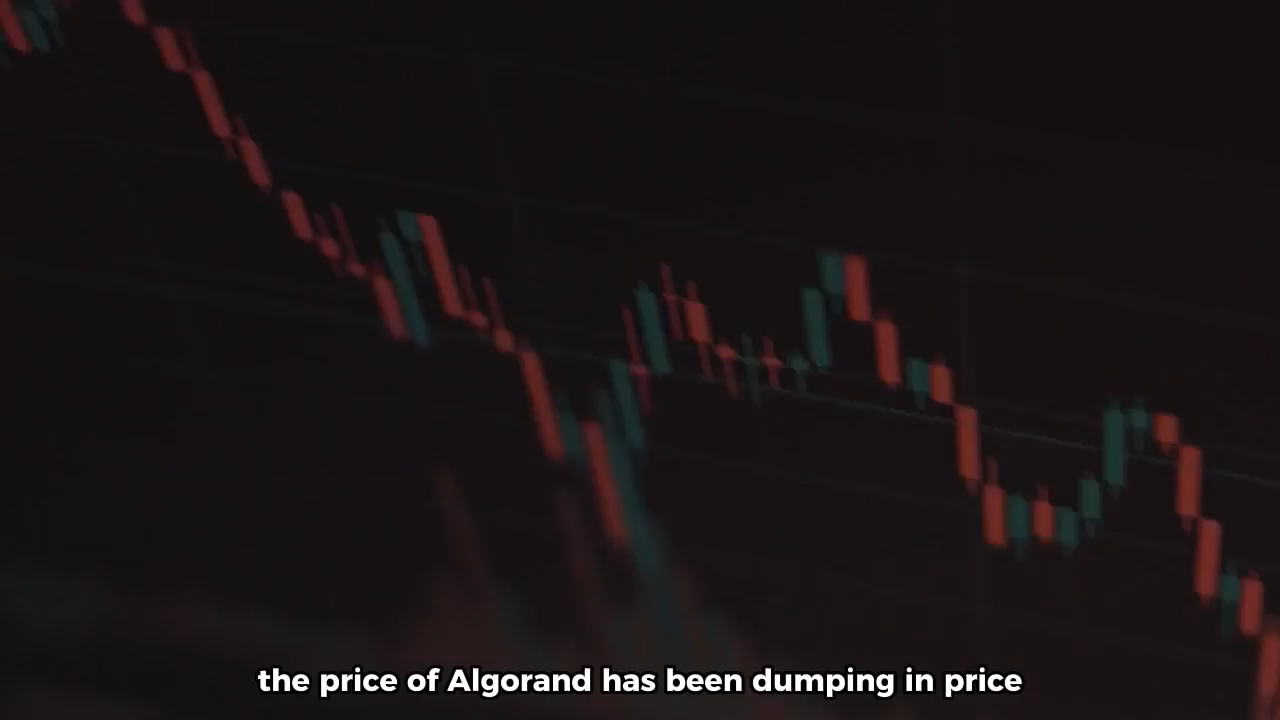 the price of Algorand has been dumping in price